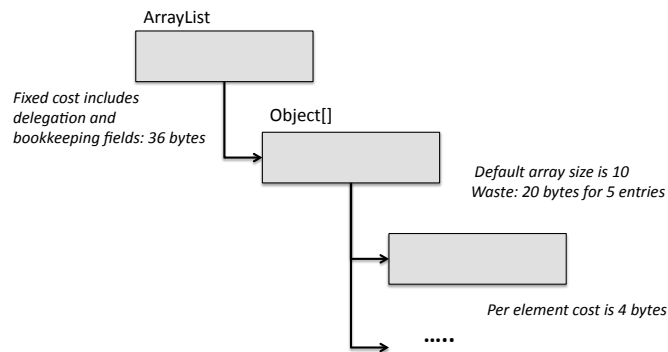 ArrayList
Fixed cost includes
delegation and
bookkeeping fields: 36 bytes
Object[]
Default array size is 10
Waste: 20 bytes for 5 entries
Per element cost is 4 bytes
.....